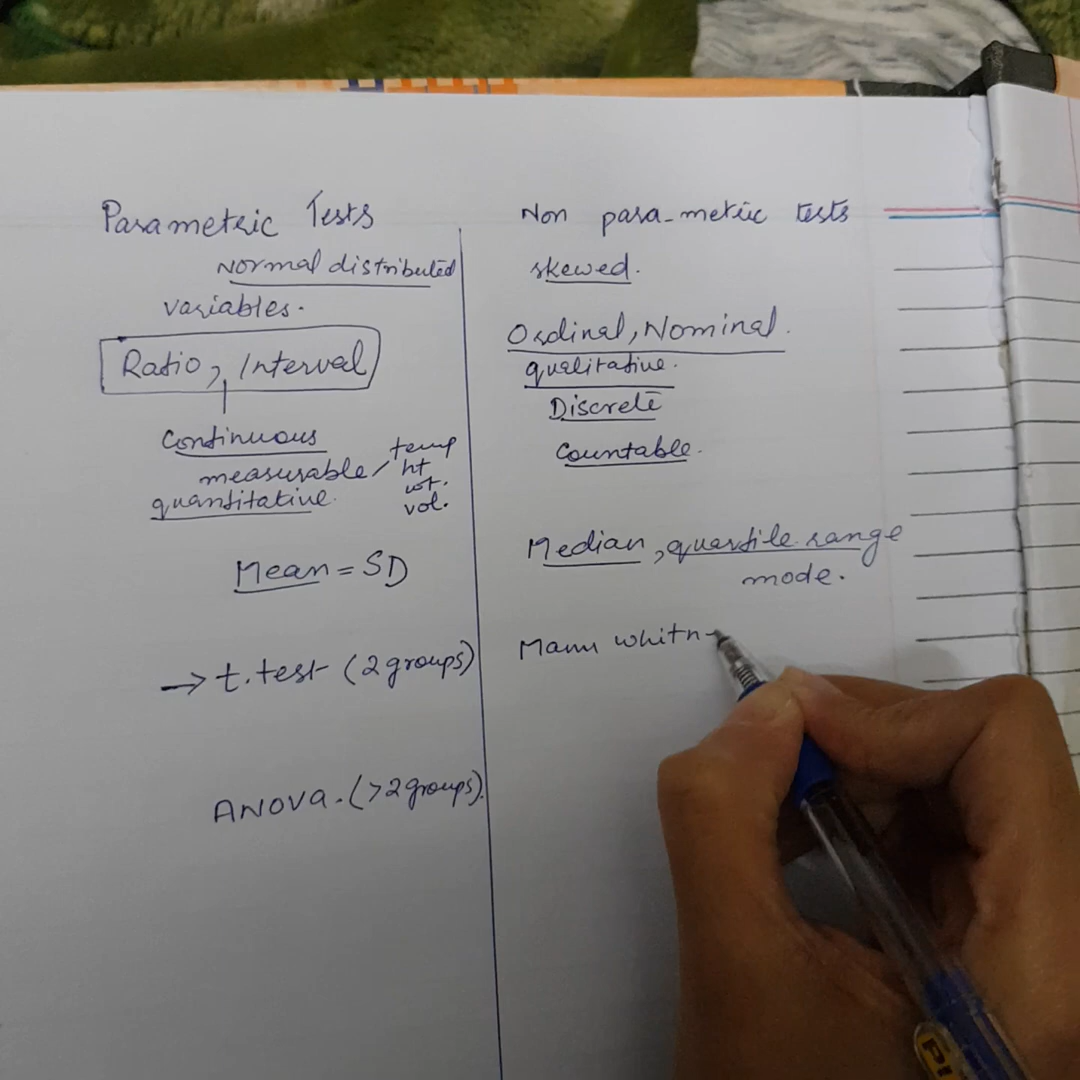 Parametric Tests
Normal distributed
variables.
Ratio, Interval
Continuous
measurable / temp
ht
wt.
vol.
quantitative.
Mean = SD
→ t.test (2 groups)
ANOVA. (>2 groups).
Non para-metric tests
skewed.
Ordinal, Nominal.
qualitative.
Discrete
Countable.
Median, quartile range
mode.
Mann whitn